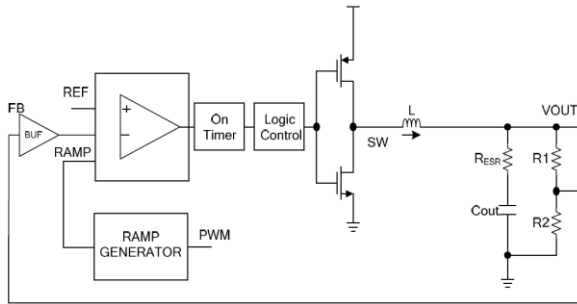 FB
BUF
REF
RAMP
+
−
On
Timer
Logic
Control
RAMP
GENERATOR
PWM
SW
L
VOUT
RESR
Cout
R1
R2